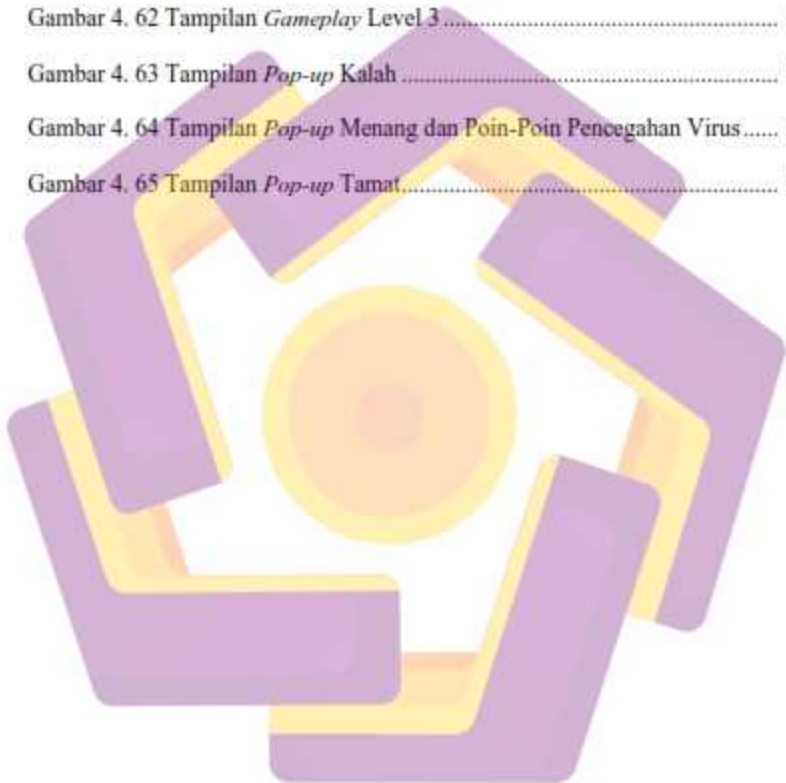 Gambar 4. 62 Tampilan Gameplay Level 3 ................................................................
Gambar 4. 63 Tampilan Pop-up Kalah ........................................................................
Gambar 4. 64 Tampilan Pop-up Menang dan Poin-Poin Pencegahan Virus ......
Gambar 4. 65 Tampilan Pop-up Tamat........................................................................